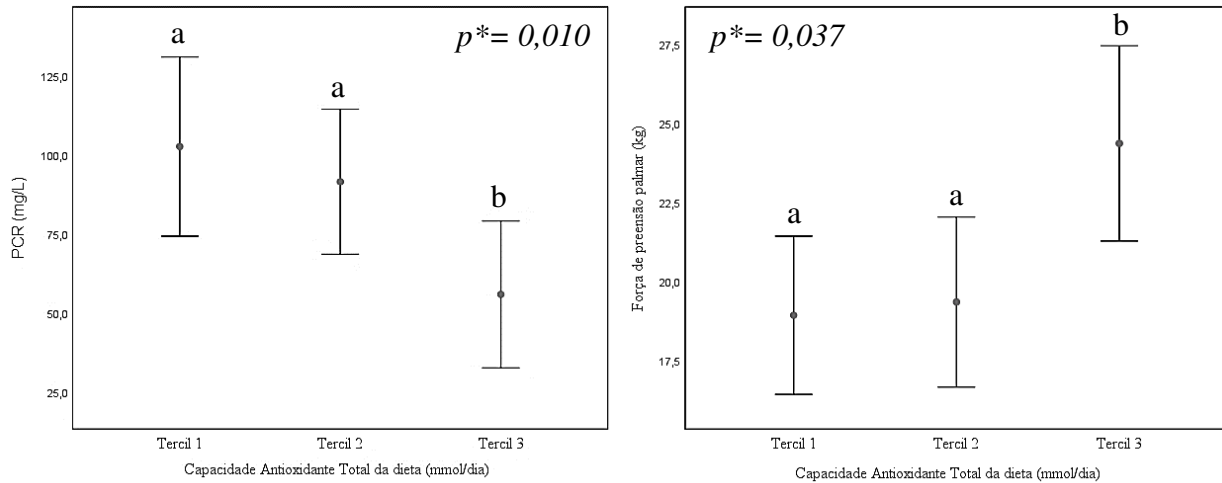 a
p*= 0,010
125,0
a
100,0
b
75,0
50,0
25,0
PCR (mg/L)
Tercil 1 Tercil 2 Tercil 3
Capacidade Antioxidante Total da dieta (mmol/dia)
p*= 0,037
b
27,5
25,0
22,5
a
a
20,0
17,5
Força de preensão palmar (kg)
Tercil 1 Tercil 2 Tercil 3
Capacidade Antioxidante Total da dieta (mmol/dia)